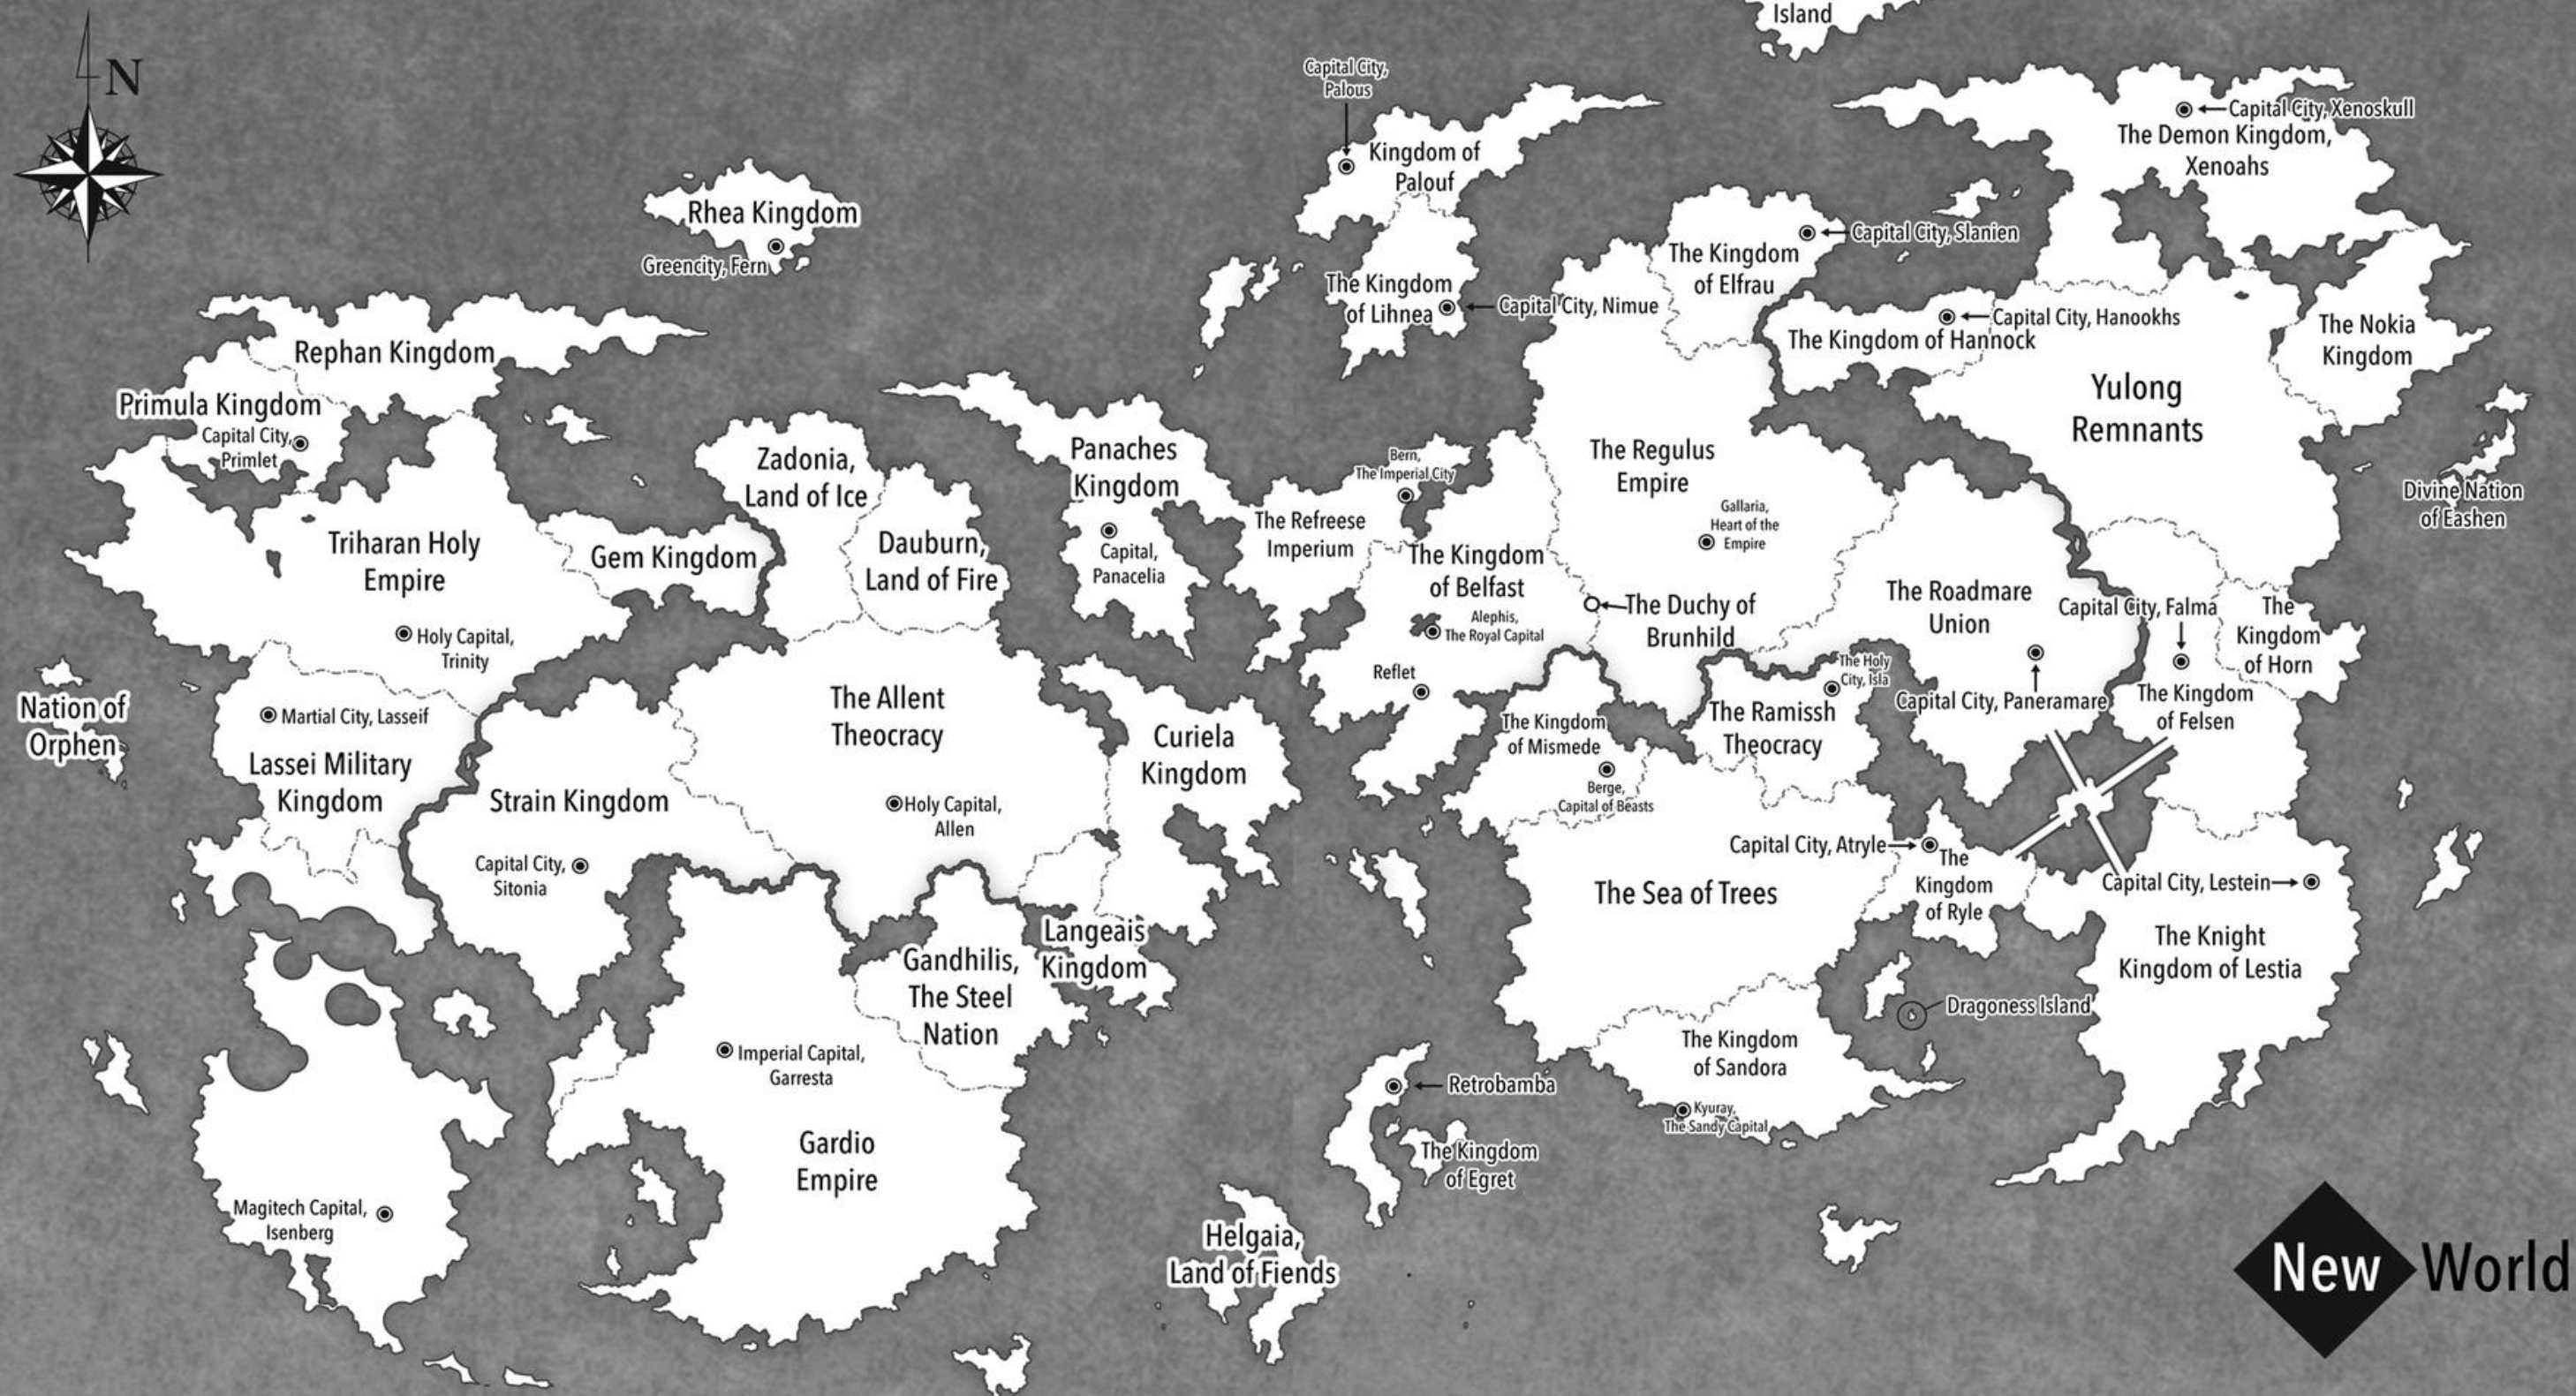 N
Island
Capital City,
Palous
Kingdom of
Palouf
Capital City, Xenoskull
The Demon Kingdom,
Xenoahs
Rhea Kingdom
Greencity, Fern
The Kingdom
of Lihnea
Capital City, Nimue
The Kingdom
of Elfrau
Capital City, Slanien
The Kingdom of Hannock
Capital City, Hanookhs
The Nokia
Kingdom
Yulong
Remnants
Divine Nation
of Eashen
Rephan Kingdom
Primula Kingdom
Capital City,
Primlet
Triharan Holy
Empire
Holy Capital,
Trinity
Gem Kingdom
Zadonia,
Land of Ice
Dauburn,
Land of Fire
Panaches
Kingdom
Capital,
Panacelia
The Refreese
Imperium
Bern,
The Imperial City
The Kingdom
of Belfast
Alephis,
The Royal Capital
Reflet
The Regulus
Empire
Gallaria,
Heart of the
Empire
The Duchy of
Brunhild
The Roadmare
Union
Capital City, Paneramare
Capital City, Falma
The Kingdom
of Felsen
The
Kingdom
of Horn
The Holy
City, Isla
The Ramissh
Theocracy
The Kingdom
of Mismede
Berge,
Capital of Beasts
Nation of
Orphen
Martial City, Lasseif
Lassei Military
Kingdom
Strain Kingdom
Capital City,
Sitonia
The Allent
Theocracy
Holy Capital,
Allen
Curiela
Kingdom
Langeais
Kingdom
Gandhilis,
The Steel
Nation
Imperial Capital,
Garresta
Gardio
Empire
Magitech Capital,
Isenberg
The Sea of Trees
Capital City, Atryle
The
Kingdom
of Ryle
Capital City, Lestein
The Knight
Kingdom of Lestia
Dragoness Island
The Kingdom
of Sandora
Kyuray,
The Sandy Capital
Retrobamba
The Kingdom
of Egret
Helgaia,
Land of Fiends
New World